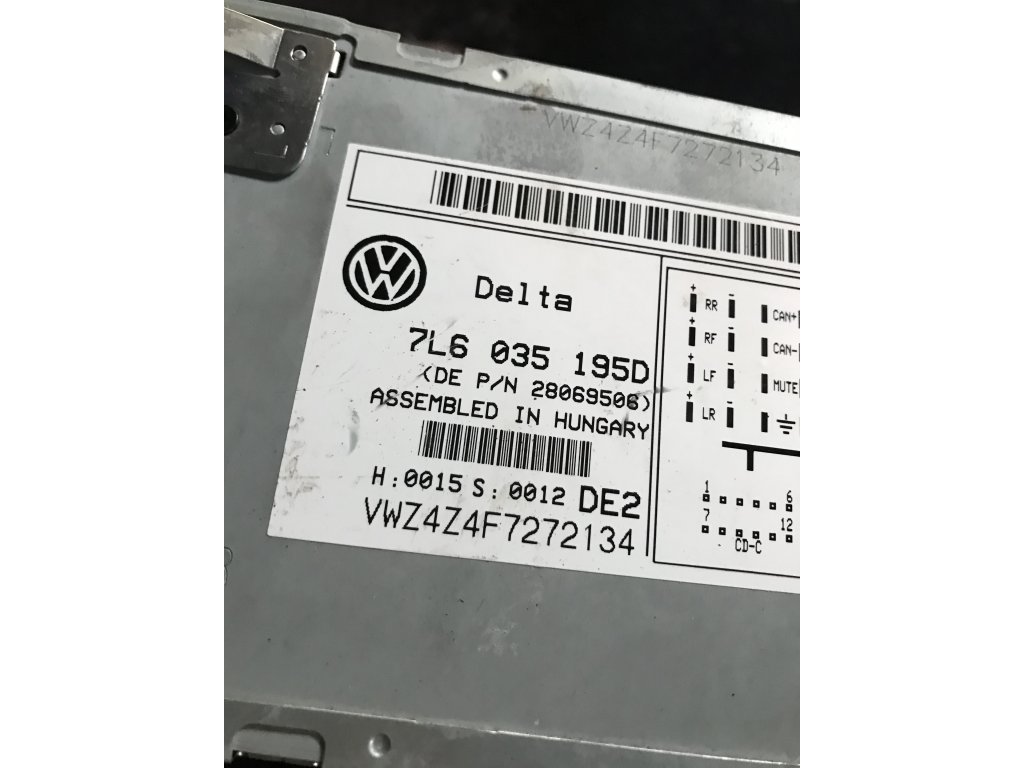 VWZ4Z4F7272134
Delta
7L6 035 195D
(DE P/N 28069506)
ASSEMBLED IN HUNGARY
H:0015 S:0012 DE2
VWZ4Z4F7272134
+ RR - CAN+
+ RF - CAN-
+ LF - MUTE
+ LR -
1 6
7 12
CD-C